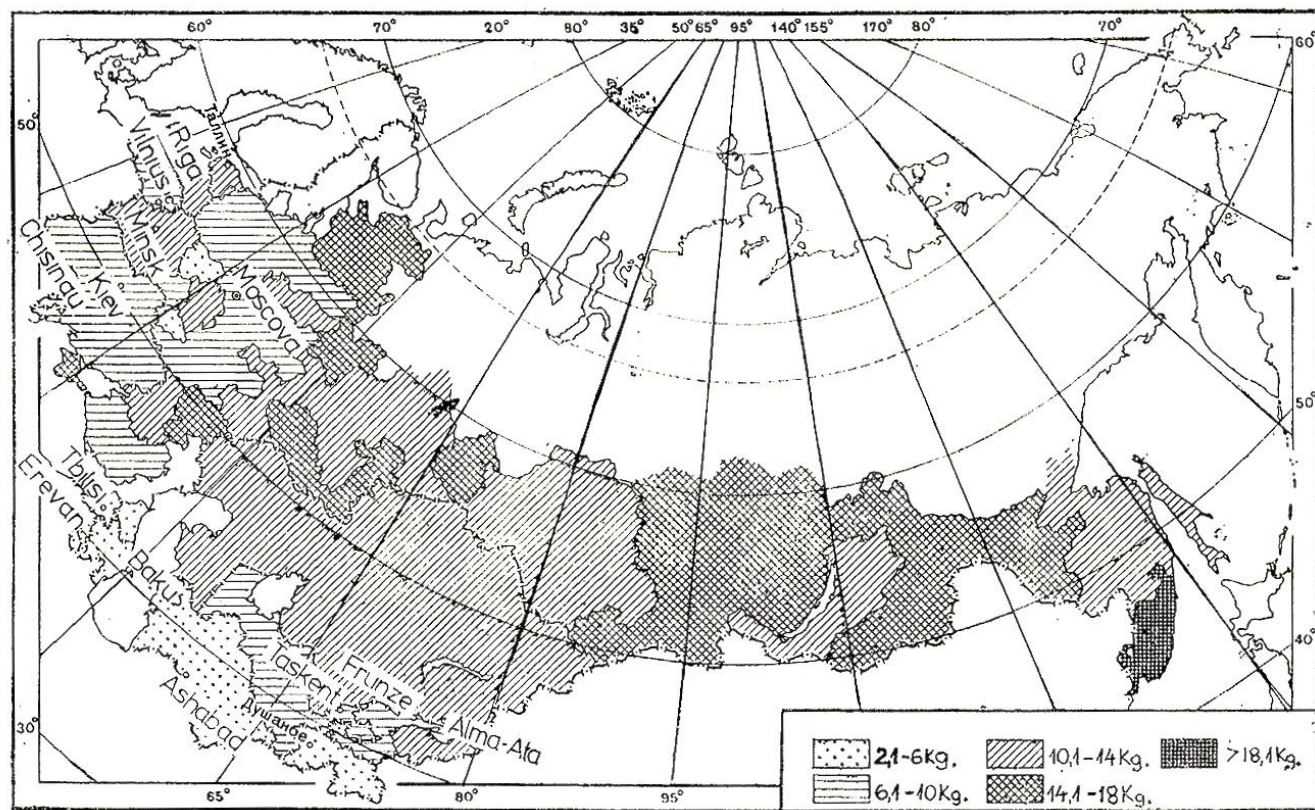 60° 70° 20° 80° 35° 50° 65° 95° 140° 155° 170° 80° 70° 60°
50°
Таллин
Riga
Vilnius
Minsk
Moscova
Kiev
Chisinau
50°
Tbilisi
Erevan
Bakus
40°
Frunze
askent
Alma-Ata
Душанбе
Ashabad
30°
65° 80° 95°
2,1-6Kg. 10,1-14Kg. >18,1Kg.
6,1-10Kg. 14,1-18Kg.